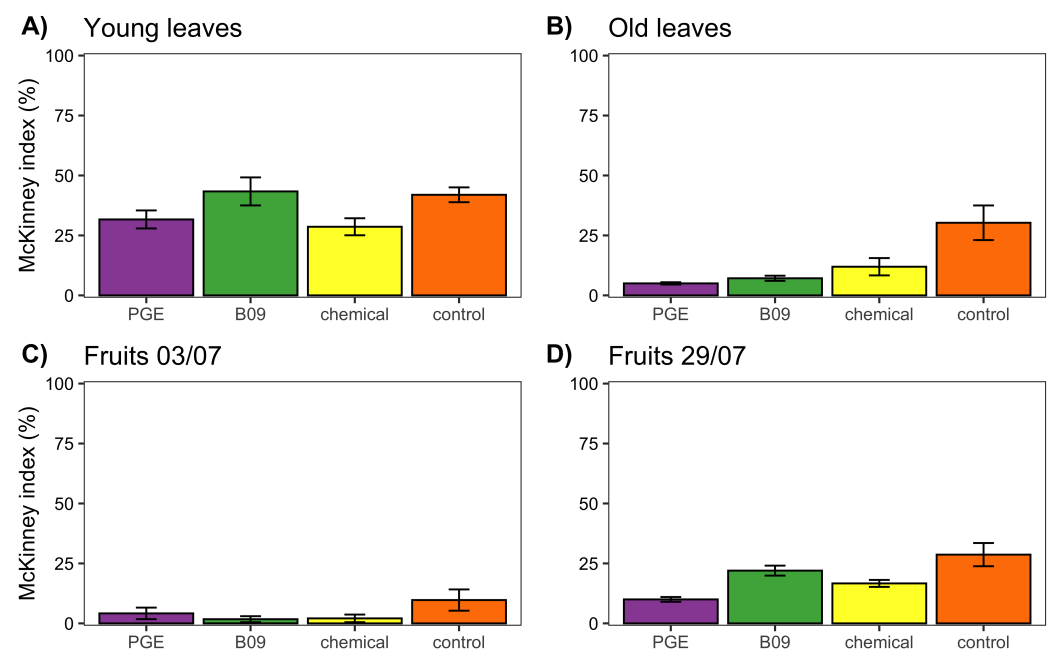 A) Young leaves
McKinney index (%)
100
75
50
25
0
PGE B09 chemical control
B) Old leaves
100
75
50
25
0
PGE B09 chemical control
C) Fruits 03/07
McKinney index (%)
100
75
50
25
0
PGE B09 chemical control
D) Fruits 29/07
100
75
50
25
0
PGE B09 chemical control